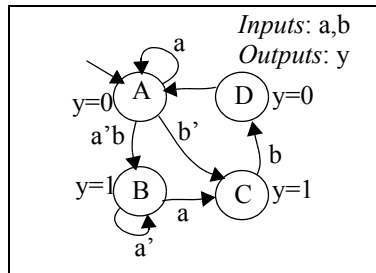 Inputs: a,b
Outputs: y
a
A
D
y=0
y=0
a'b
b'
b
y=1
B
C
y=1
a
a'